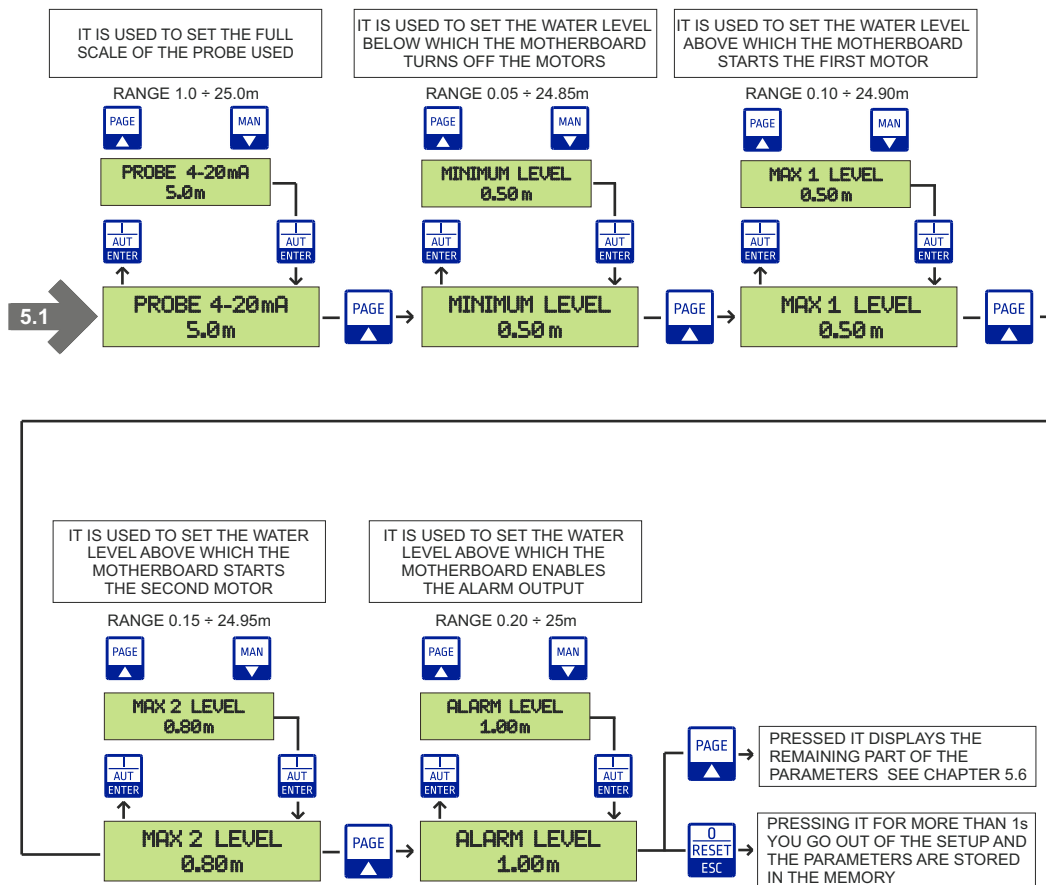 IT IS USED TO SET THE FULL
SCALE OF THE PROBE USED
RANGE 1.0 ÷ 25.0m
PAGE
MAN
PROBE 4-20mA
5.0m
I
AUT
ENTER
I
AUT
ENTER
5.1
PROBE 4-20mA
5.0m
PAGE
IT IS USED TO SET THE WATER LEVEL
BELOW WHICH THE MOTHERBOARD
TURNS OFF THE MOTORS
RANGE 0.05 ÷ 24.85m
PAGE
MAN
MINIMUM LEVEL
0.50 m
I
AUT
ENTER
I
AUT
ENTER
MINIMUM LEVEL
0.50 m
PAGE
IT IS USED TO SET THE WATER LEVEL
ABOVE WHICH THE MOTHERBOARD
STARTS THE FIRST MOTOR
RANGE 0.10 ÷ 24.90m
PAGE
MAN
MAX 1 LEVEL
0.50 m
I
AUT
ENTER
I
AUT
ENTER
MAX 1 LEVEL
0.50 m
PAGE
IT IS USED TO SET THE WATER
LEVEL ABOVE WHICH THE
MOTHERBOARD STARTS
THE SECOND MOTOR
RANGE 0.15 ÷ 24.95m
PAGE
MAN
MAX 2 LEVEL
0.80m
I
AUT
ENTER
I
AUT
ENTER
MAX 2 LEVEL
0.80m
PAGE
IT IS USED TO SET THE WATER
LEVEL ABOVE WHICH THE
MOTHERBOARD ENABLES
THE ALARM OUTPUT
RANGE 0.20 ÷ 25m
PAGE
MAN
ALARM LEVEL
1.00m
I
AUT
ENTER
I
AUT
ENTER
ALARM LEVEL
1.00m
PAGE
PRESSED IT DISPLAYS THE
REMAINING PART OF THE
PARAMETERS SEE CHAPTER 5.6
0
RESET
ESC
PRESSING IT FOR MORE THAN 1s
YOU GO OUT OF THE SETUP AND
THE PARAMETERS ARE STORED
IN THE MEMORY